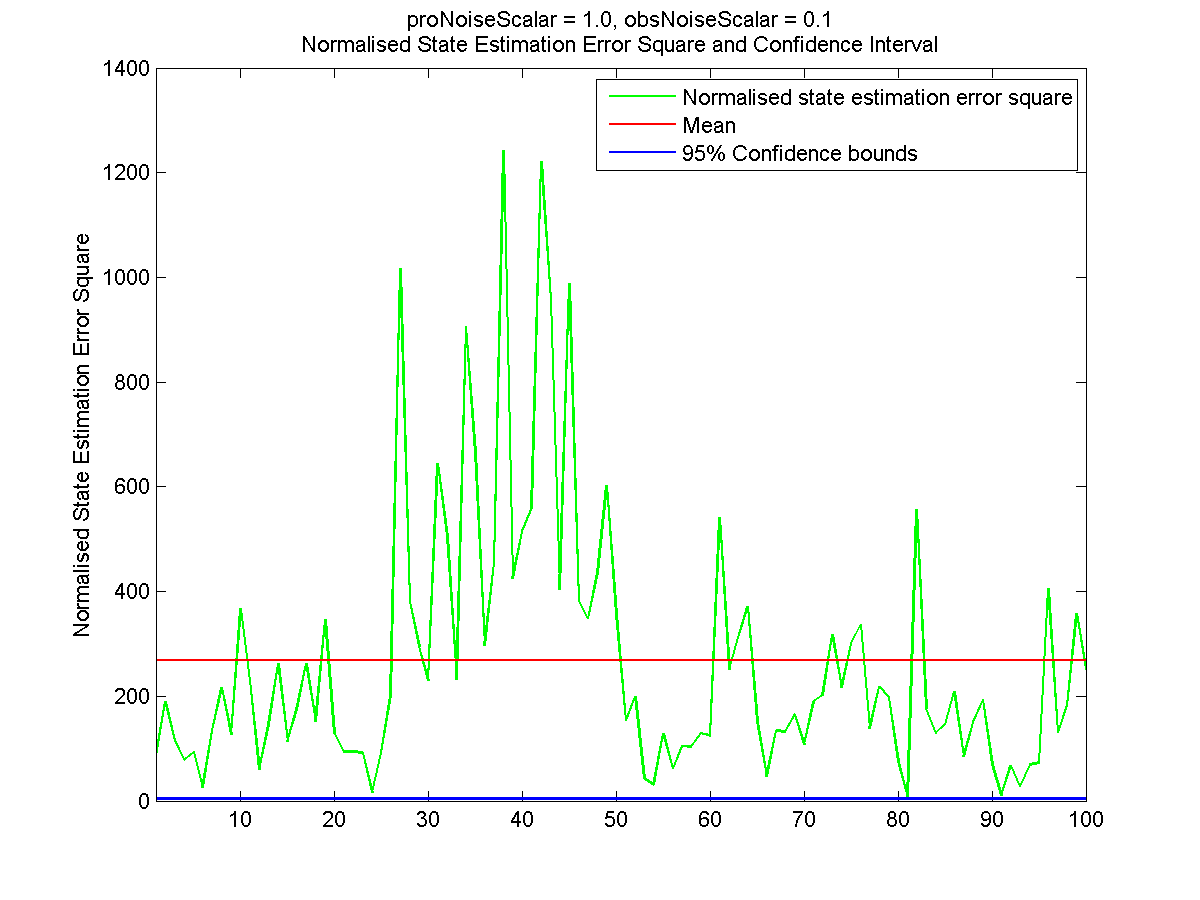 proNoiseScalar = 1.0, obsNoiseScalar = 0.1
Normalised State Estimation Error Square and Confidence Interval
Normalised state estimation error square
Mean
95% Confidence bounds
Normalised State Estimation Error Square
1400
1200
1000
800
600
400
200
0
10 20 30 40 50 60 70 80 90 100